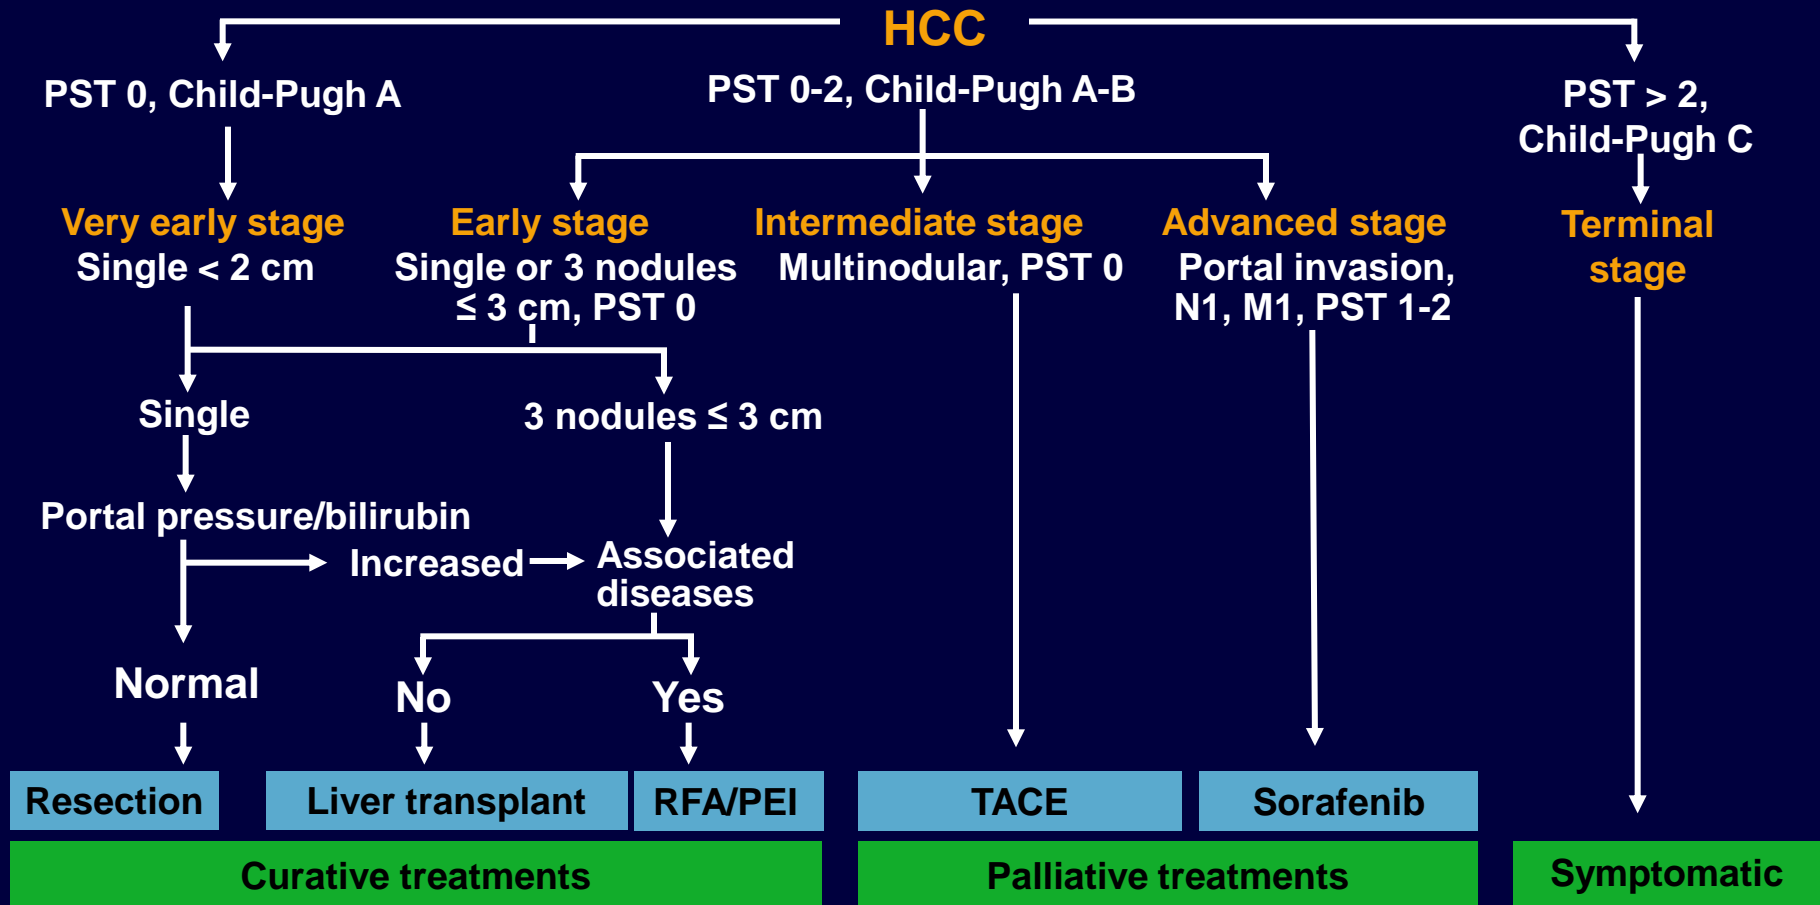 HCC
PST 0, Child-Pugh A
PST 0-2, Child-Pugh A-B
PST > 2,
Child-Pugh C
Very early stage
Single < 2 cm
Early stage
Single or 3 nodules
≤ 3 cm, PST 0
Intermediate stage
Multinodular, PST 0
Advanced stage
Portal invasion,
N1, M1, PST 1-2
Terminal
stage
Single
3 nodules ≤ 3 cm
Portal pressure/bilirubin
Increased
Associated
diseases
Normal
No
Yes
Resection
Liver transplant
RFA/PEI
TACE
Sorafenib
Curative treatments
Palliative treatments
Symptomatic